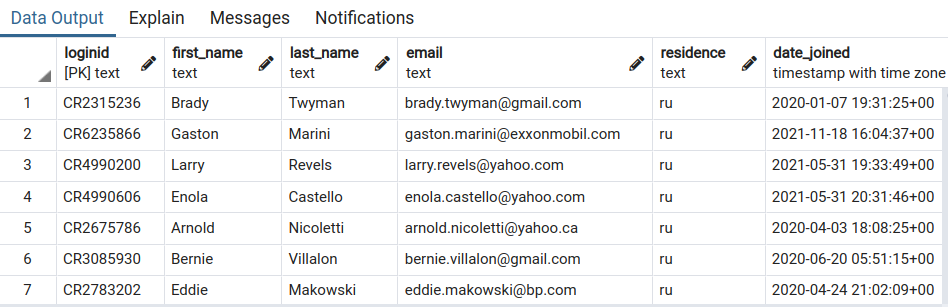 Data Output Explain Messages Notifications
loginid first_name last_name email residence date_joined
[PK] text text text text text timestamp with time zone
1 CR2315236 Brady Twyman brady.twyman@gmail.com ru 2020-01-07 19:31:25+00
2 CR6235866 Gaston Marini gaston.marini@exxonmobil.com ru 2021-11-18 16:04:37+00
3 CR4990200 Larry Revels larry.revels@yahoo.com ru 2021-05-31 19:33:49+00
4 CR4990606 Enola Castello enola.castello@yahoo.com ru 2021-05-31 20:31:46+00
5 CR2675786 Arnold Nicoletti arnold.nicoletti@yahoo.ca ru 2020-04-03 18:08:25+00
6 CR3085930 Bernie Villalon bernie.villalon@gmail.com ru 2020-06-20 05:51:15+00
7 CR2783202 Eddie Makowski eddie.makowski@bp.com ru 2020-04-24 21:02:09+00